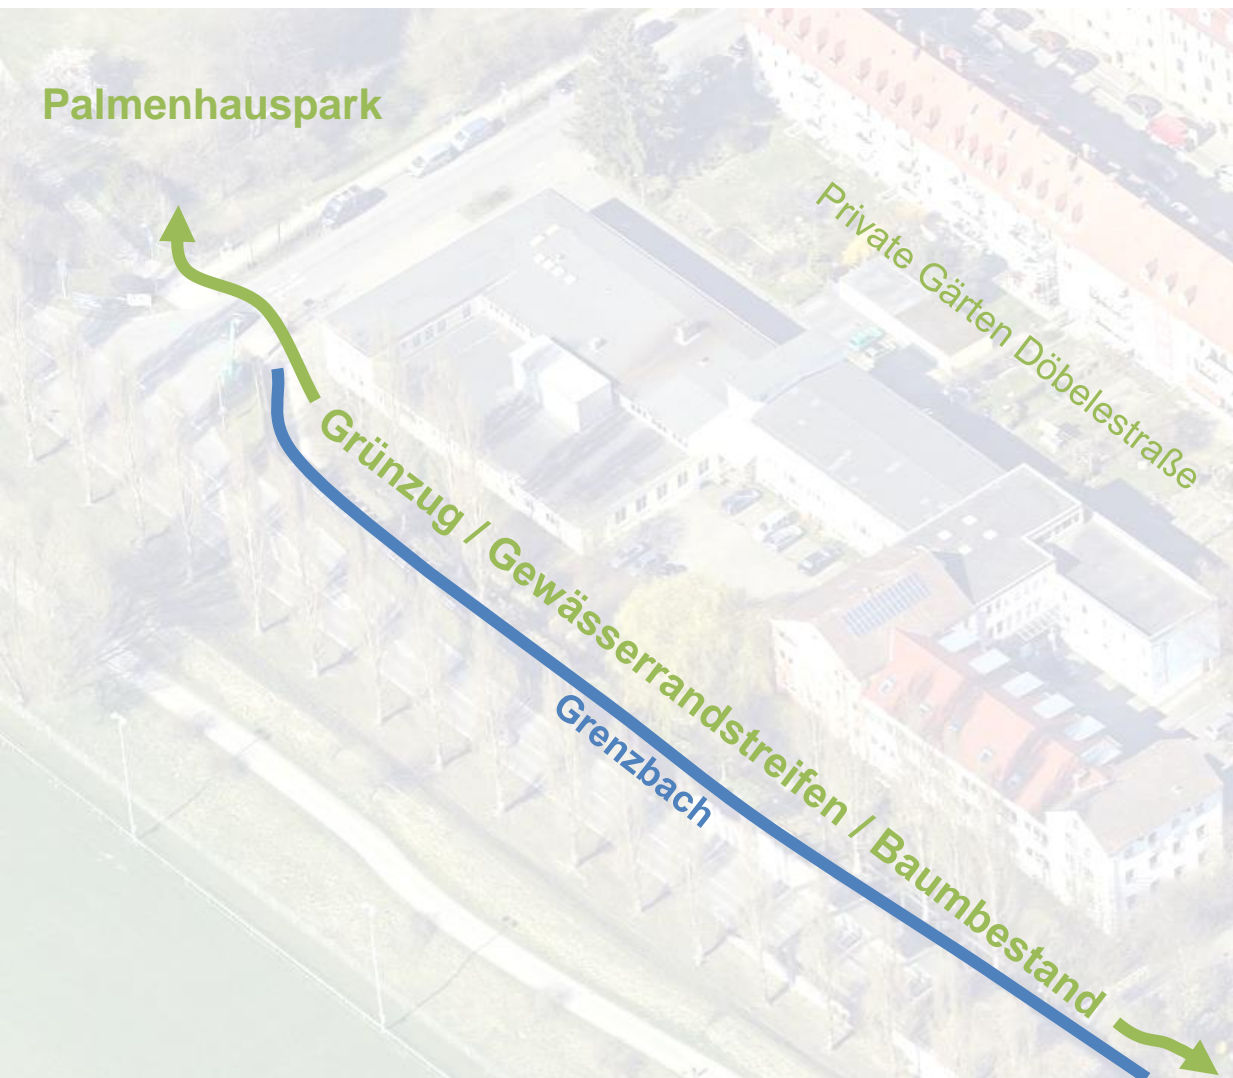 Palmenhauspark
Private Gärten Döbelestraße
Grünzug / Gewässerrandstreifen / Baumbestand
Grenzbach